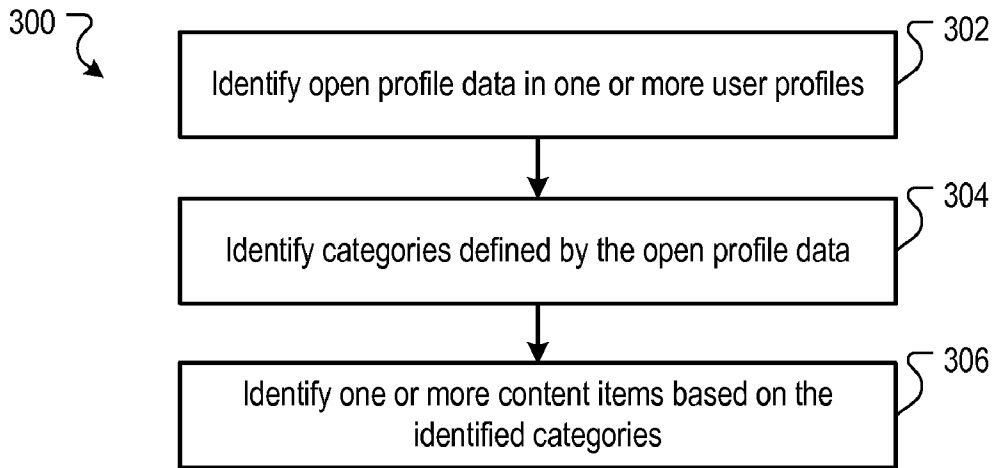 300
302
Identify open profile data in one or more user profiles
304
Identify categories defined by the open profile data
306
Identify one or more content items based on the
identified categories